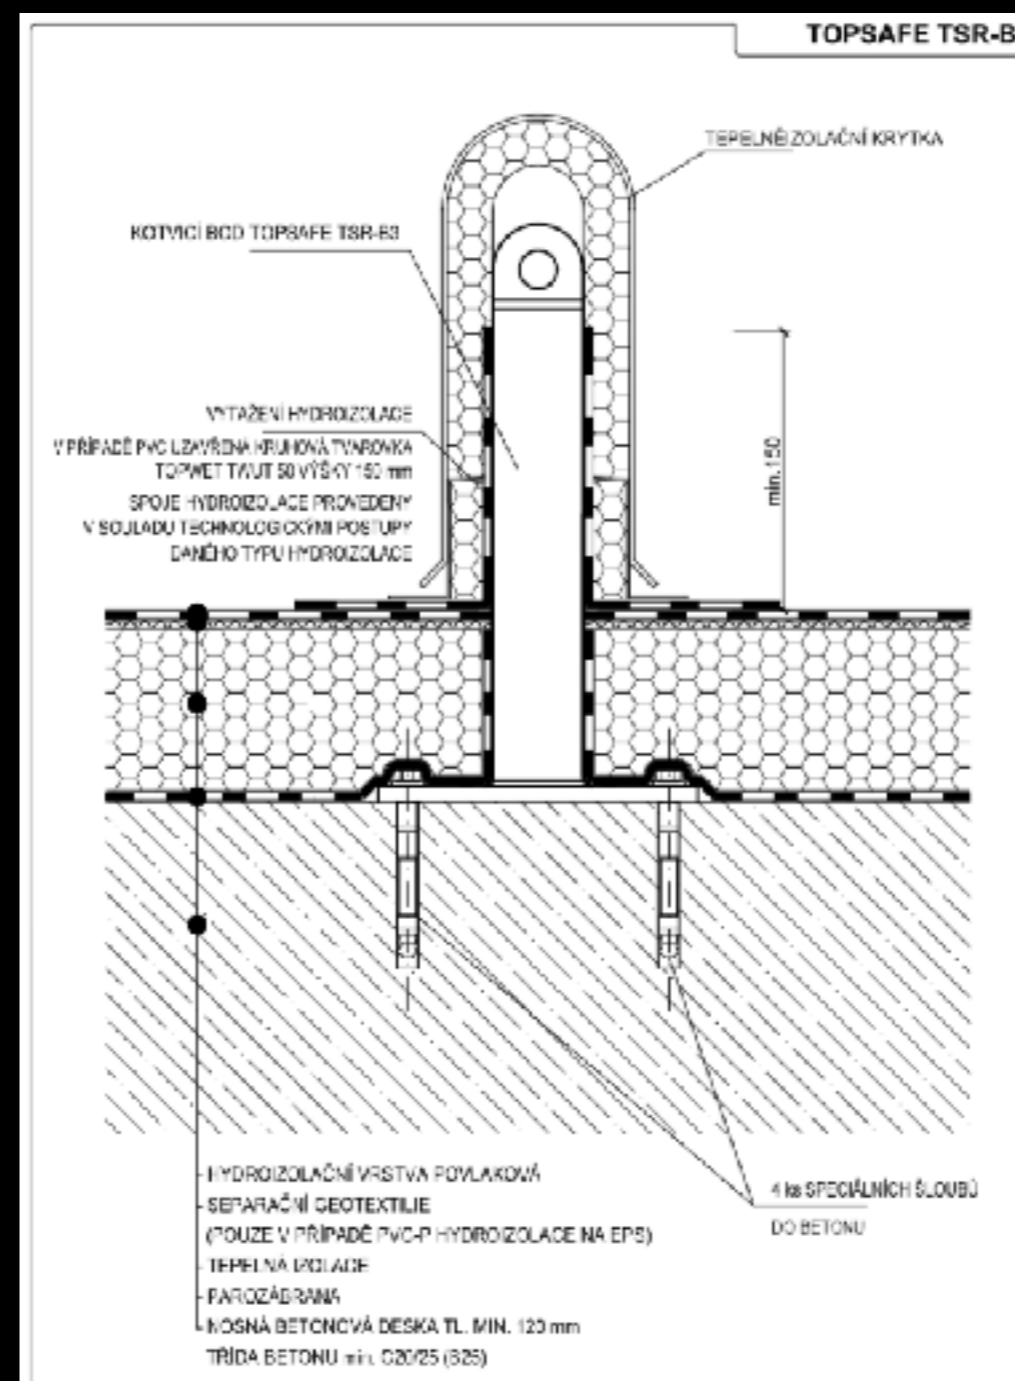 TOPSAFE TSR-B
TEPELNĚIZOLAČNÍ KRYTKA
KOTVICÍ BOD TOPSAFE TSR-B3
VYTAŽENÍ HYDROIZOLACE
V PŘÍPADĚ PVC UZAVŘENÁ KRUHOVÁ TVAROVKA
TOPWET TWUT 50 VÝŠKY 150 mm
SPOJE HYDROIZOLACE PROVEDENY
V SOULADU TECHNOLOGICKÝMI POSTUPY
DANÉHO TYPU HYDROIZOLACE
min. 150
HYDROIZOLAČNÍ VRSTVA POVLAKOVÁ
SEPARAČNÍ GEOTEXTILIE
(POUZE V PŘÍPADĚ PVC-P HYDROIZOLACE NA EPS)
TEPELNÁ IZOLACE
PAROZÁBRANA
NOSNÁ BETONOVÁ DESKA TL. MIN. 120 mm
TŘÍDA BETONU min. C20/25 (B25)
4 ks SPECIÁLNÍCH ŠLOUBŮ
DO BETONU